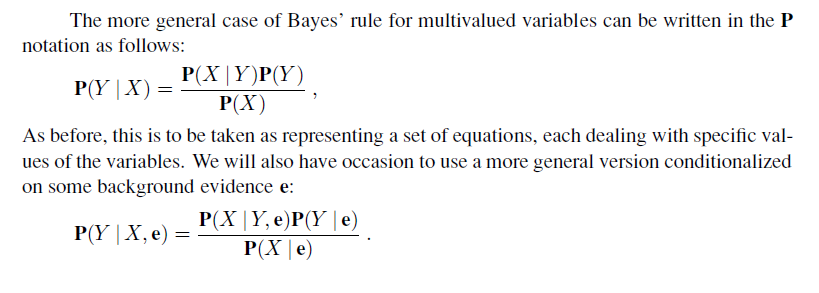 The more general case of Bayes’ rule for multivalued variables can be written in the P
notation as follows:
P(Y | X) = P(X | Y)P(Y) / P(X) ,
As before, this is to be taken as representing a set of equations, each dealing with specific val-
ues of the variables. We will also have occasion to use a more general version conditionalized
on some background evidence e:
P(Y | X, e) = P(X | Y, e)P(Y | e) / P(X | e) .